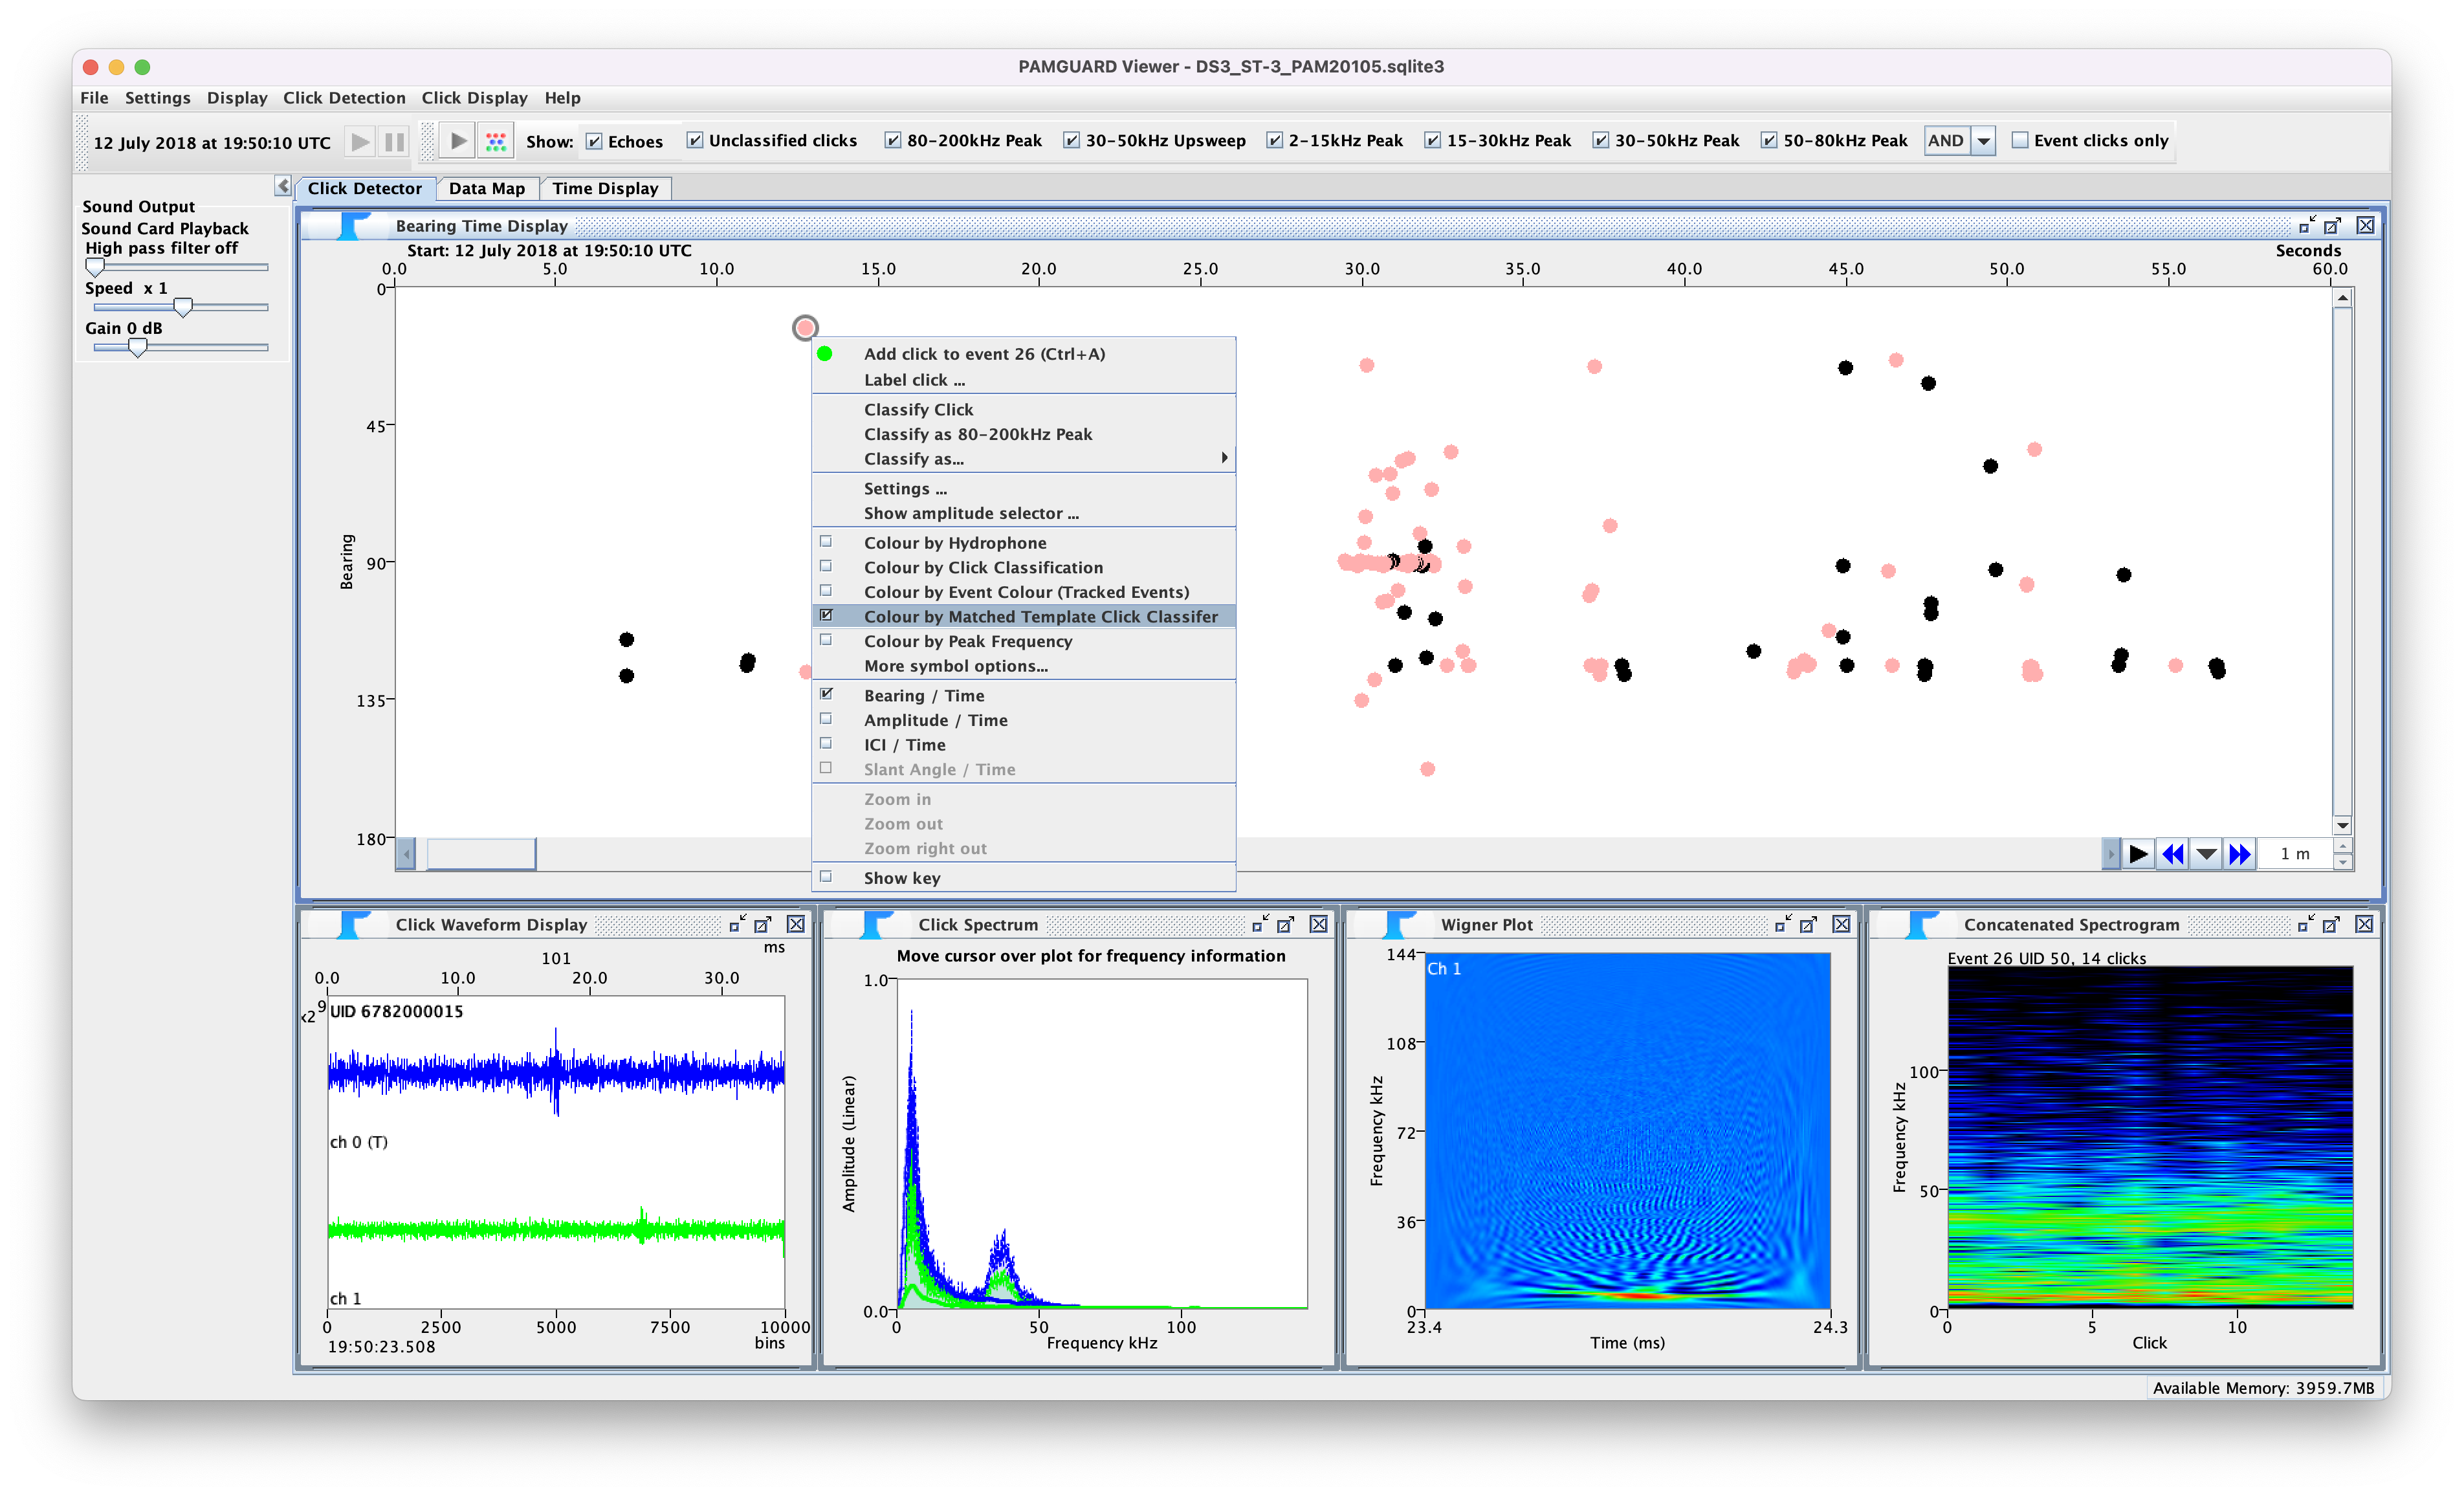 PAMGUARD Viewer - DS3_ST-3_PAM20105.sqlite3
File Settings Display Click Detection Click Display Help
12 July 2018 at 19:50:10 UTC Show: Echoes Unclassified clicks 80-200kHz Peak 30-50kHz Upsweep 2-15kHz Peak 15-30kHz Peak 30-50kHz Peak 50-80kHz Peak AND Event clicks only
Click Detector Data Map Time Display
Sound Output
Sound Card Playback
High pass filter off
Speed x 1
Gain 0 dB
Bearing Time Display
Start: 12 July 2018 at 19:50:10 UTC Seconds
0.0 5.0 10.0 15.0 20.0 25.0 30.0 35.0 40.0 45.0 50.0 55.0 60.0
0
45
90
135
180
Bearing
Add click to event 26 (Ctrl+A)
Label click ...
Classify Click
Classify as 80-200kHz Peak
Classify as...
Settings ...
Show amplitude selector ...
Colour by Hydrophone
Colour by Click Classification
Colour by Event Colour (Tracked Events)
Colour by Matched Template Click Classifer
Colour by Peak Frequency
More symbol options...
Bearing / Time
Amplitude / Time
ICI / Time
Slant Angle / Time
Zoom in
Zoom out
Zoom right out
Show key
1 m
Click Waveform Display
ms
101
0.0 10.0 20.0 30.0
x2^9
UID 6782000015
ch 0 (T)
ch 1
0 2500 5000 7500 10000
19:50:23.508 bins
Click Spectrum
Move cursor over plot for frequency information
1.0
Amplitude (Linear)
0.0
0 50 100
Frequency kHz
Wigner Plot
144
Ch 1
108
72
36
0
Frequency kHz
23.4 24.3
Time (ms)
Concatenated Spectrogram
Event 26 UID 50, 14 clicks
100
50
0
Frequency kHz
0 5 10
Click
Available Memory: 3959.7MB